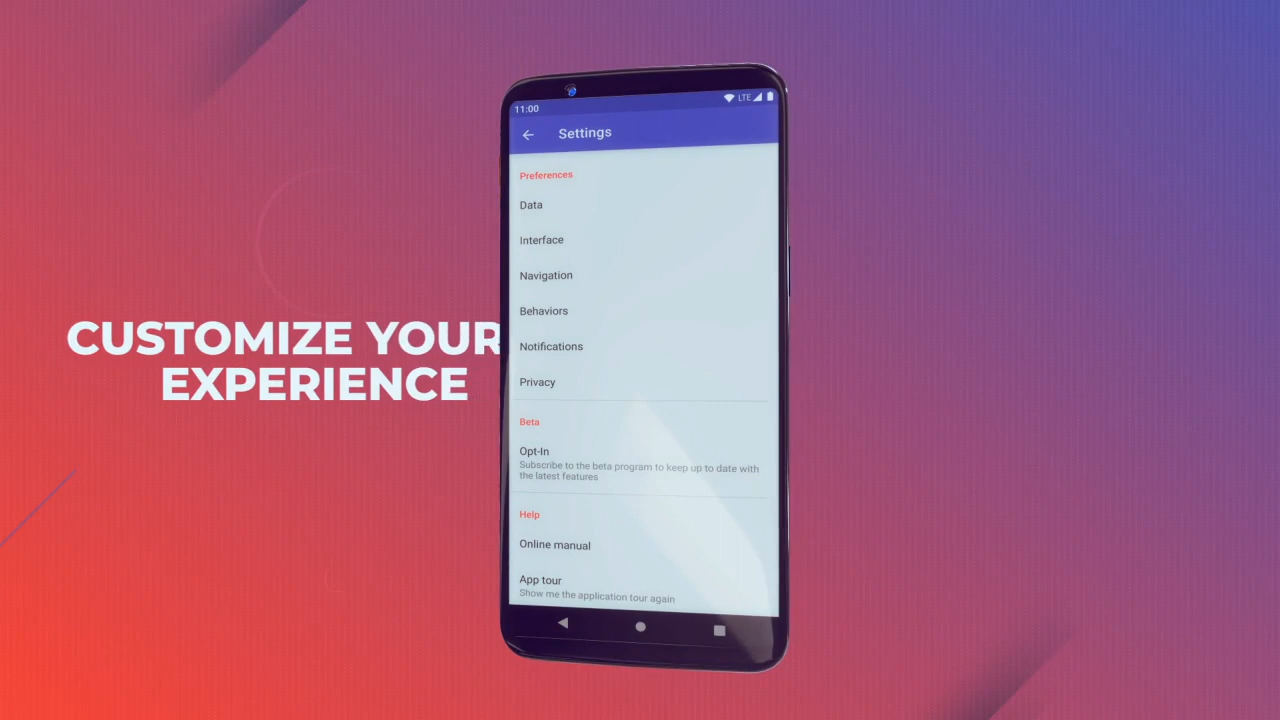 11:00 LTE
Settings
Preferences
Data
Interface
Navigation
Behaviors
Notifications
Privacy
Beta
Opt-In
Subscribe to the beta program to keep up to date with
the latest features
Help
Online manual
App tour
Show me the application tour again
CUSTOMIZE YOUR
EXPERIENCE